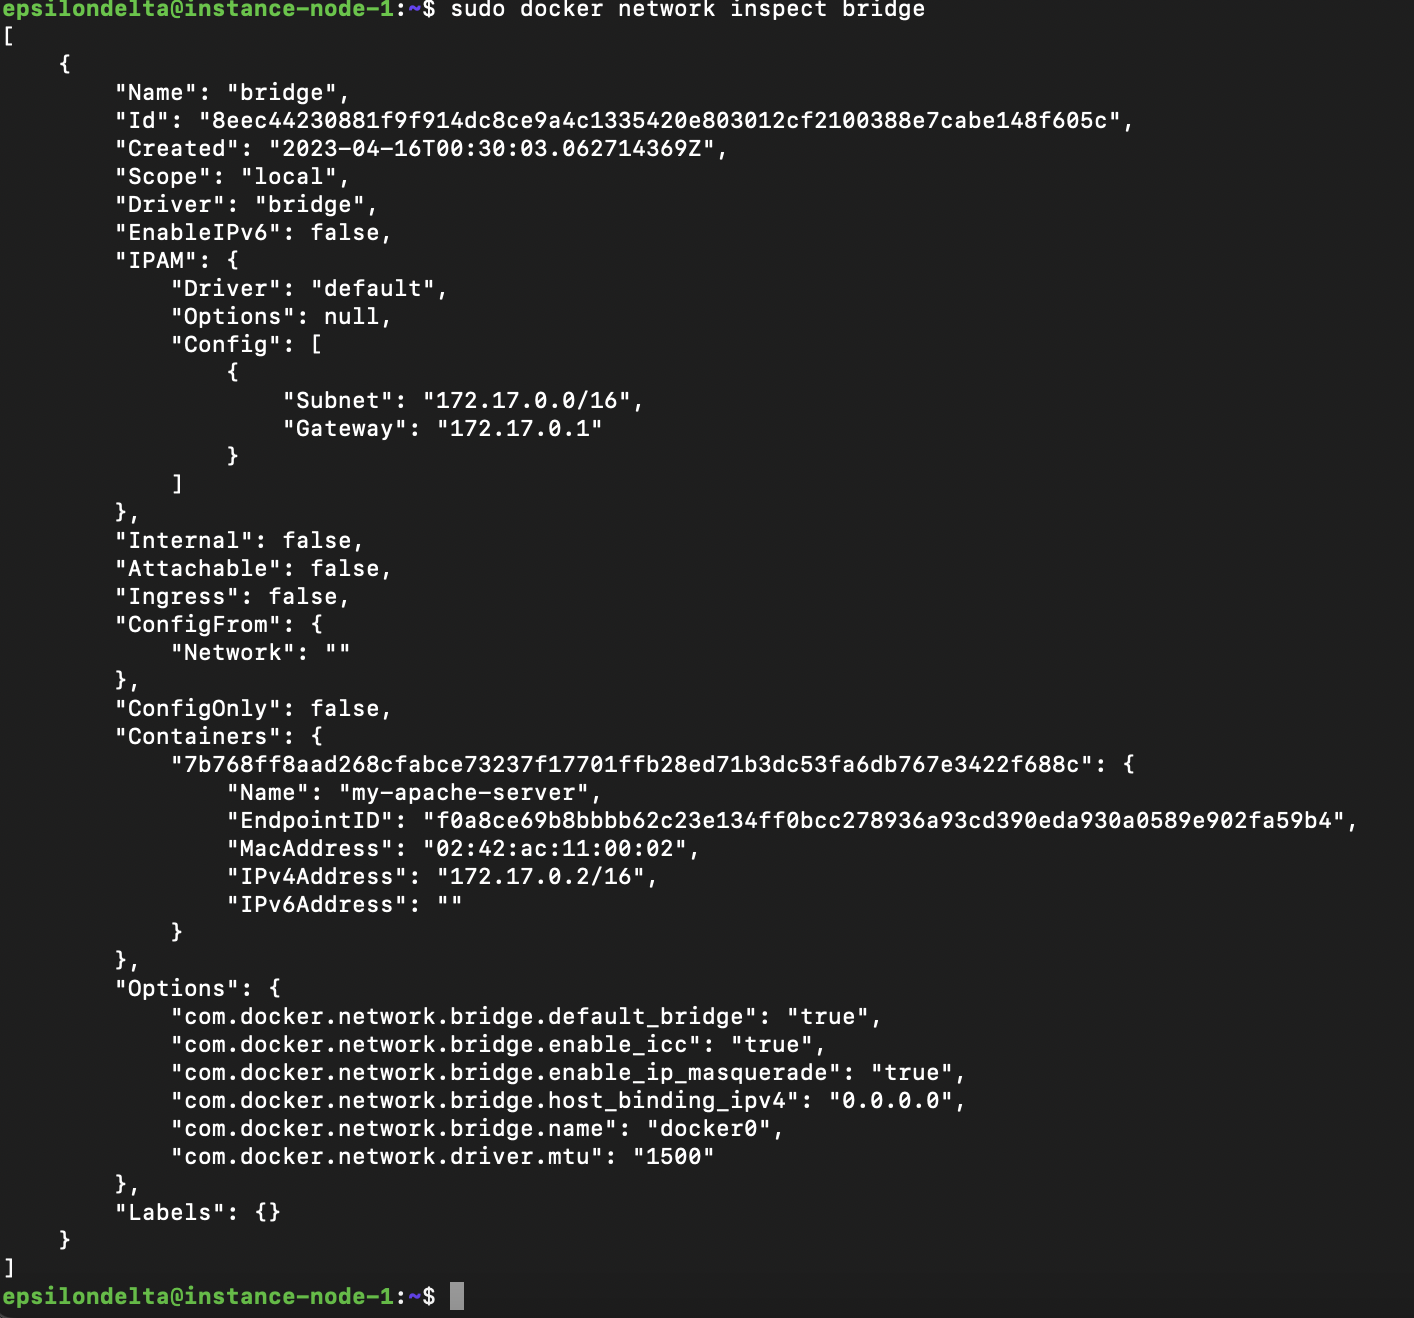 epsilondelta@instance-node-1:~$ sudo docker network inspect bridge
[
    {
        "Name": "bridge",
        "Id": "8eec44230881f9f914dc8ce9a4c1335420e803012cf2100388e7cabe148f605c",
        "Created": "2023-04-16T00:30:03.062714369Z",
        "Scope": "local",
        "Driver": "bridge",
        "EnableIPv6": false,
        "IPAM": {
            "Driver": "default",
            "Options": null,
            "Config": [
                {
                    "Subnet": "172.17.0.0/16",
                    "Gateway": "172.17.0.1"
                }
            ]
        },
        "Internal": false,
        "Attachable": false,
        "Ingress": false,
        "ConfigFrom": {
            "Network": ""
        },
        "ConfigOnly": false,
        "Containers": {
            "7b768ff8aad268cfabce73237f17701ffb28ed71b3dc53fa6db767e3422f688c": {
                "Name": "my-apache-server",
                "EndpointID": "f0a8ce69b8bbbb62c23e134ff0bcc278936a93cd390eda930a0589e902fa59b4",
                "MacAddress": "02:42:ac:11:00:02",
                "IPv4Address": "172.17.0.2/16",
                "IPv6Address": ""
            }
        },
        "Options": {
            "com.docker.network.bridge.default_bridge": "true",
            "com.docker.network.bridge.enable_icc": "true",
            "com.docker.network.bridge.enable_ip_masquerade": "true",
            "com.docker.network.bridge.host_binding_ipv4": "0.0.0.0",
            "com.docker.network.bridge.name": "docker0",
            "com.docker.network.driver.mtu": "1500"
        },
        "Labels": {}
    }
]
epsilondelta@instance-node-1:~$